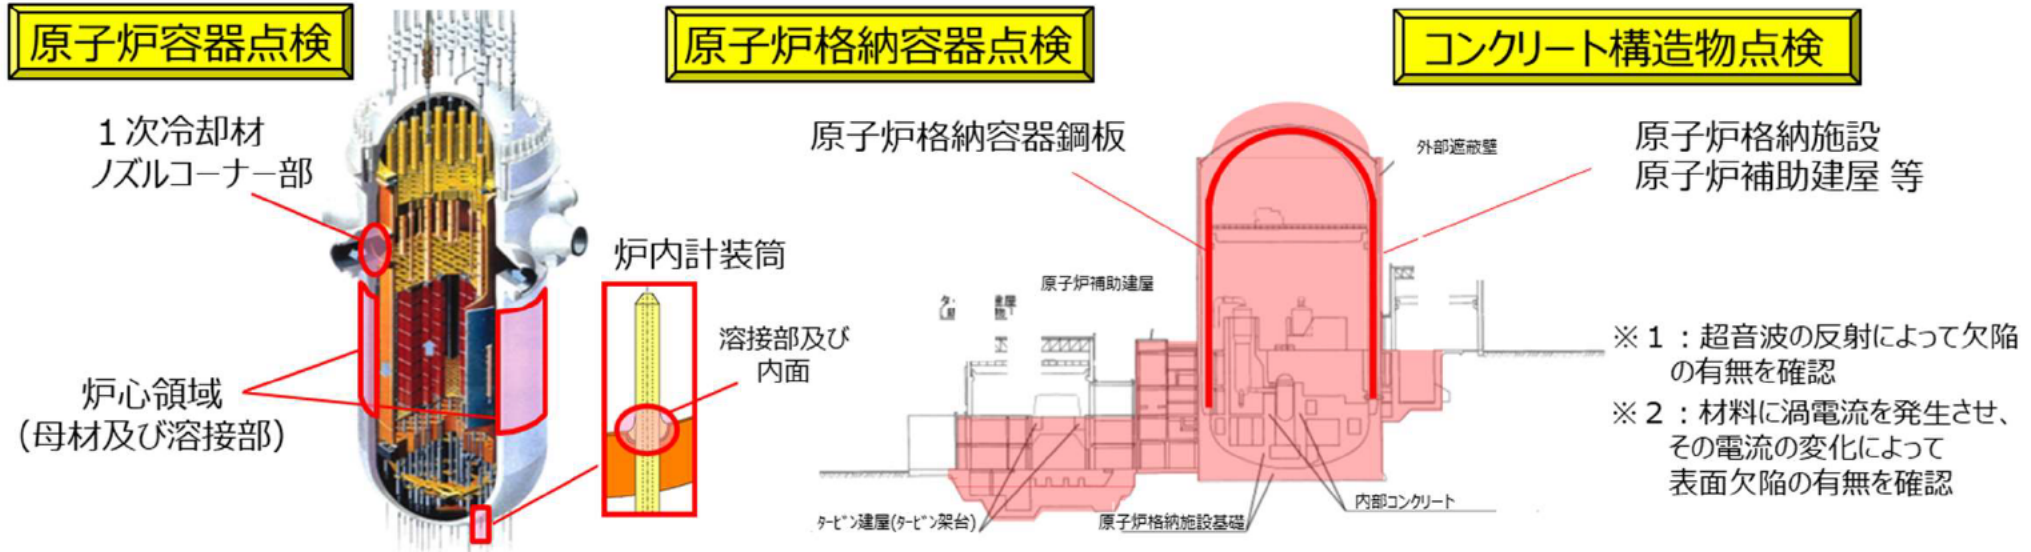 原子炉容器点検
1次冷却材
ノズルコーナー部
炉心領域
(母材及び溶接部)
炉内計装筒
溶接部及び
内面
原子炉格納容器点検
原子炉格納容器鋼板
コンクリート構造物点検
外部遮蔽壁
原子炉格納施設
原子炉補助建屋 等
原子炉補助建屋
タービン建屋(タービン架台)
原子炉格納施設基礎
内部コンクリート
※1:超音波の反射によって欠陥
の有無を確認
※2:材料に渦電流を発生させ、
その電流の変化によって
表面欠陥の有無を確認